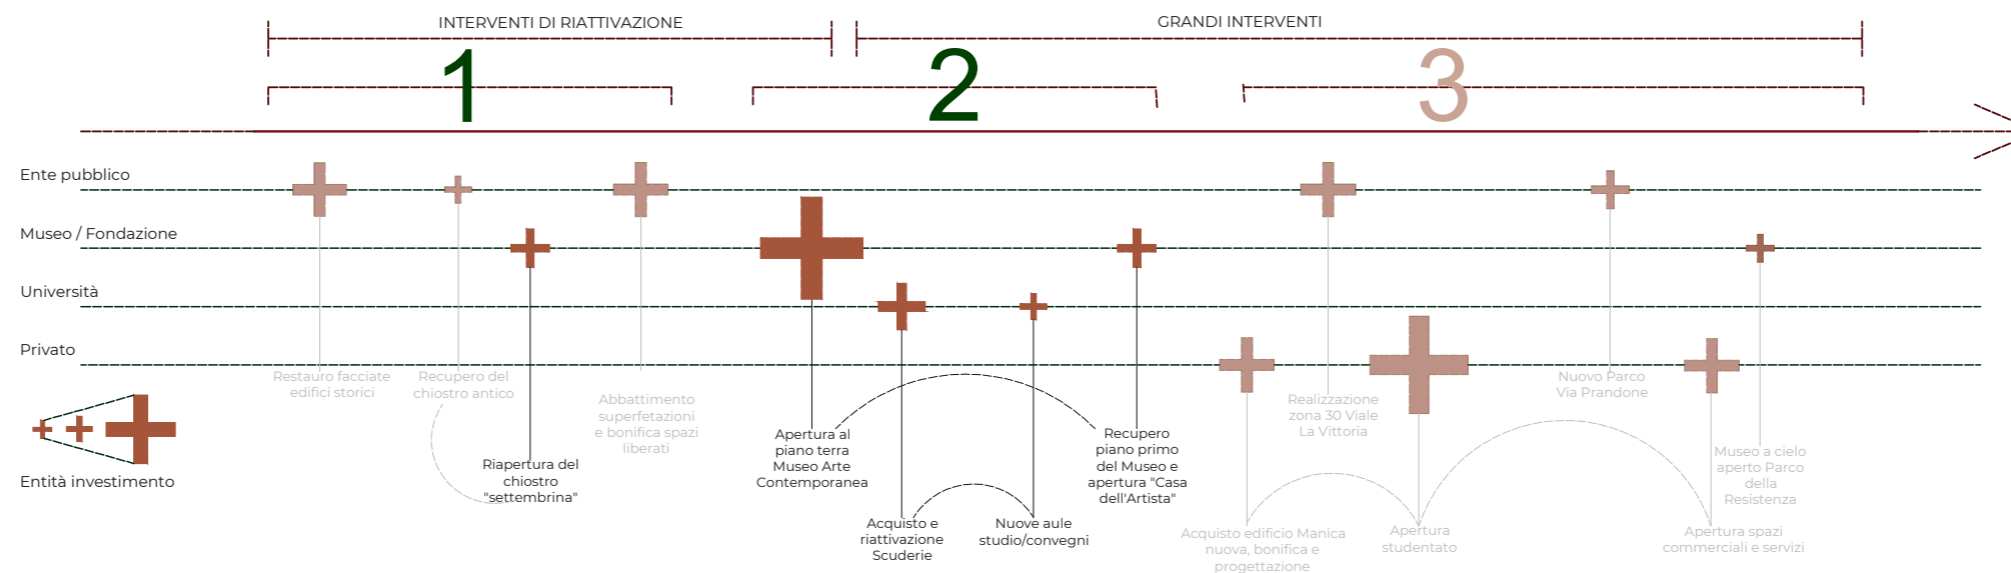 INTERVENTI DI RIATTIVAZIONE
GRANDI INTERVENTI
1
2
3
Ente pubblico
Museo / Fondazione
Università
Privato
Restauro facciate
edifici storici
Recupero del
chiostro antico
Abbattimento
superfetazioni
e bonifica spazi
liberati
Riapertura del
chiostro
"settembrina"
Apertura al
piano terra
Museo Arte
Contemporanea
Acquisto e
riattivazione
Scuderie
Nuove aule
studio/convegni
Recupero
piano primo
del Museo e
apertura "Casa
dell'Artista"
Acquisto edificio Manica
nuova, bonifica e
progettazione
Realizzazione
zona 30 Viale
La Vittoria
Apertura
studentato
Nuovo Parco
Via Prandone
Apertura spazi
commerciali e servizi
Museo a cielo
aperto Parco
della
Resistenza
Entità investimento